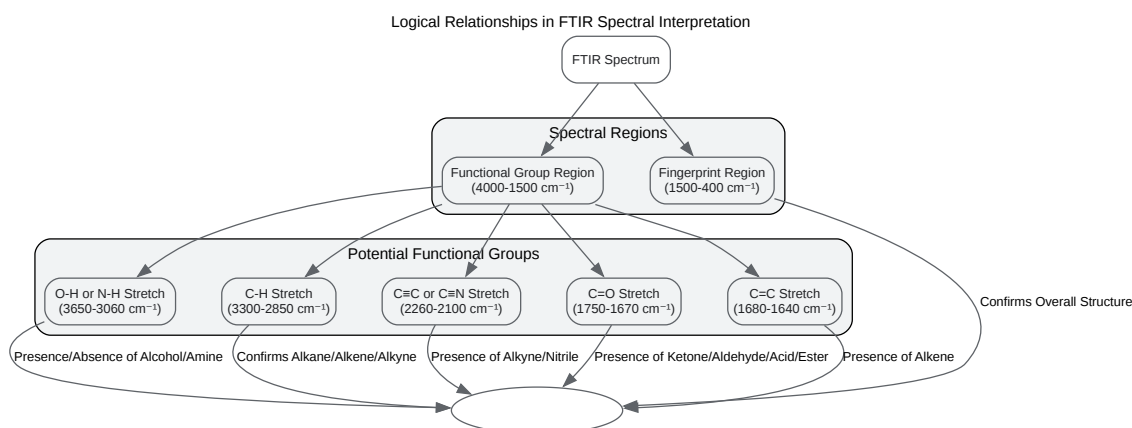 Logical Relationships in FTIR Spectral Interpretation
FTIR Spectrum
Spectral Regions
Functional Group Region
(4000-1500 cm⁻¹)
Fingerprint Region
(1500-400 cm⁻¹)
Potential Functional Groups
O-H or N-H Stretch
(3650-3060 cm⁻¹)
C-H Stretch
(3300-2850 cm⁻¹)
C≡C or C≡N Stretch
(2260-2100 cm⁻¹)
C=O Stretch
(1750-1670 cm⁻¹)
C=C Stretch
(1680-1640 cm⁻¹)
Confirms Overall Structure
Presence/Absence of Alcohol/Amine
Confirms Alkane/Alkene/Alkyne
Presence of Alkyne/Nitrile
Presence of Ketone/Aldehyde/Acid/Ester
Presence of Alkene